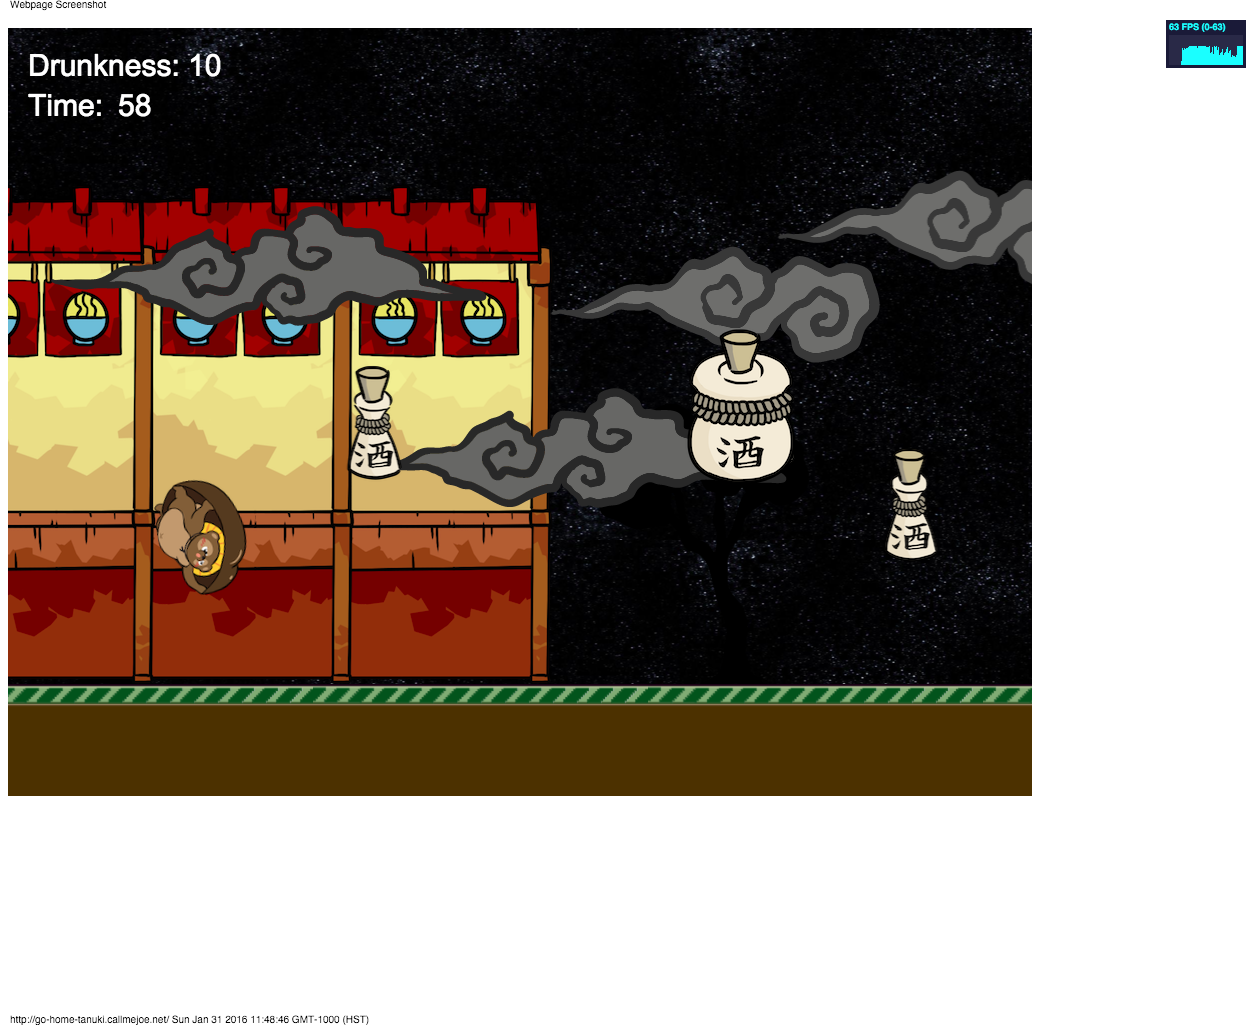 Webpage Screenshot
63 FPS (0-63)
Drunkness: 10
Time: 58
酒
酒
酒
http://go-home-tanuki.callmejoe.net/ Sun Jan 31 2016 11:48:46 GMT-1000 (HST)